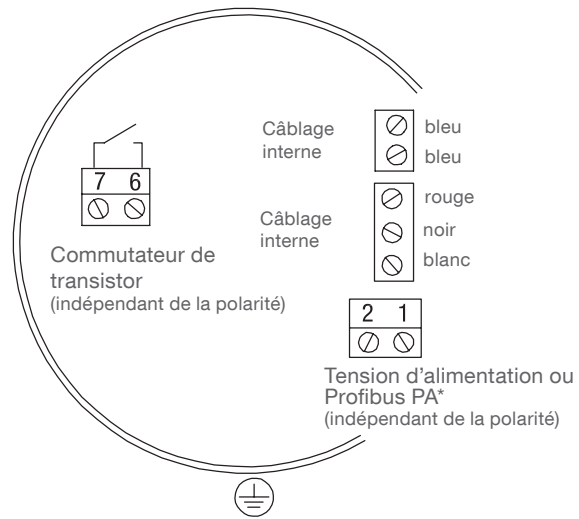 Câblage
interne
bleu
bleu
7 6
Câblage
interne
rouge
noir
blanc
Commutateur de
transistor
(indépendant de la polarité)
2 1
Tension d'alimentation ou
Profibus PA*
(indépendant de la polarité)